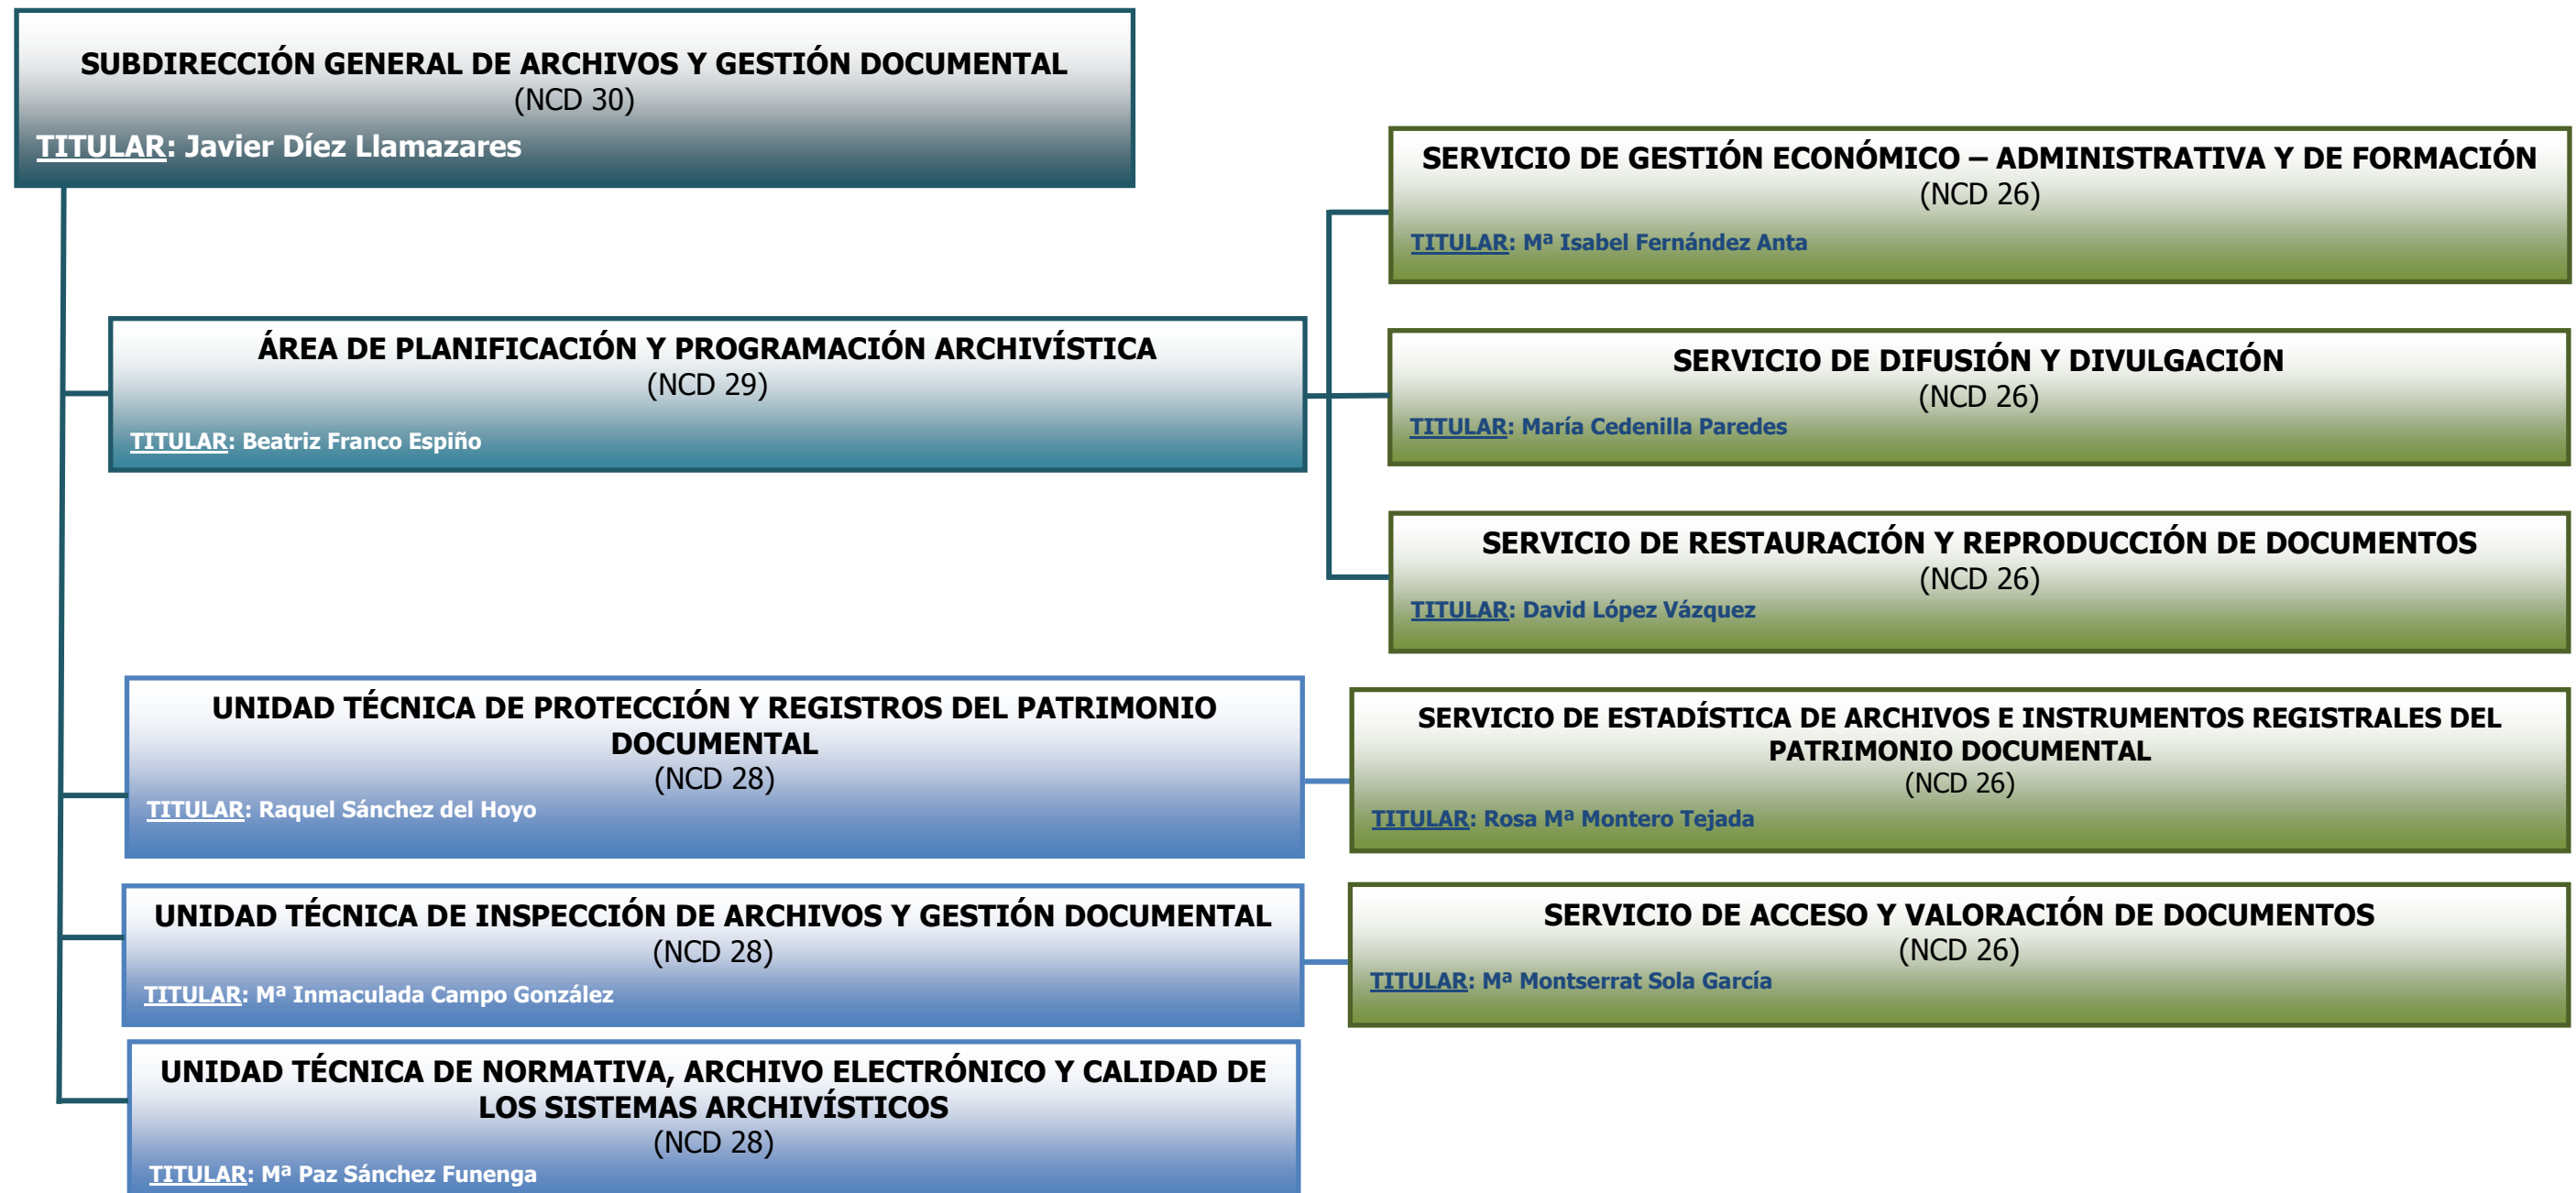 SUBDIRECCIÓN GENERAL DE ARCHIVOS Y GESTIÓN DOCUMENTAL
(NCD 30)
TITULAR: Javier Díez Llamazares
ÁREA DE PLANIFICACIÓN Y PROGRAMACIÓN ARCHIVÍSTICA
(NCD 29)
TITULAR: Beatriz Franco Espiño
SERVICIO DE GESTIÓN ECONÓMICO – ADMINISTRATIVA Y DE FORMACIÓN
(NCD 26)
TITULAR: Mª Isabel Fernández Anta
SERVICIO DE DIFUSIÓN Y DIVULGACIÓN
(NCD 26)
TITULAR: María Cedenilla Paredes
SERVICIO DE RESTAURACIÓN Y REPRODUCCIÓN DE DOCUMENTOS
(NCD 26)
TITULAR: David López Vázquez
UNIDAD TÉCNICA DE PROTECCIÓN Y REGISTROS DEL PATRIMONIO
DOCUMENTAL
(NCD 28)
TITULAR: Raquel Sánchez del Hoyo
SERVICIO DE ESTADÍSTICA DE ARCHIVOS E INSTRUMENTOS REGISTRALES DEL
PATRIMONIO DOCUMENTAL
(NCD 26)
TITULAR: Rosa Mª Montero Tejada
UNIDAD TÉCNICA DE INSPECCIÓN DE ARCHIVOS Y GESTIÓN DOCUMENTAL
(NCD 28)
TITULAR: Mª Inmaculada Campo González
SERVICIO DE ACCESO Y VALORACIÓN DE DOCUMENTOS
(NCD 26)
TITULAR: Mª Montserrat Sola García
UNIDAD TÉCNICA DE NORMATIVA, ARCHIVO ELECTRÓNICO Y CALIDAD DE
LOS SISTEMAS ARCHIVÍSTICOS
(NCD 28)
TITULAR: Mª Paz Sánchez Funenga